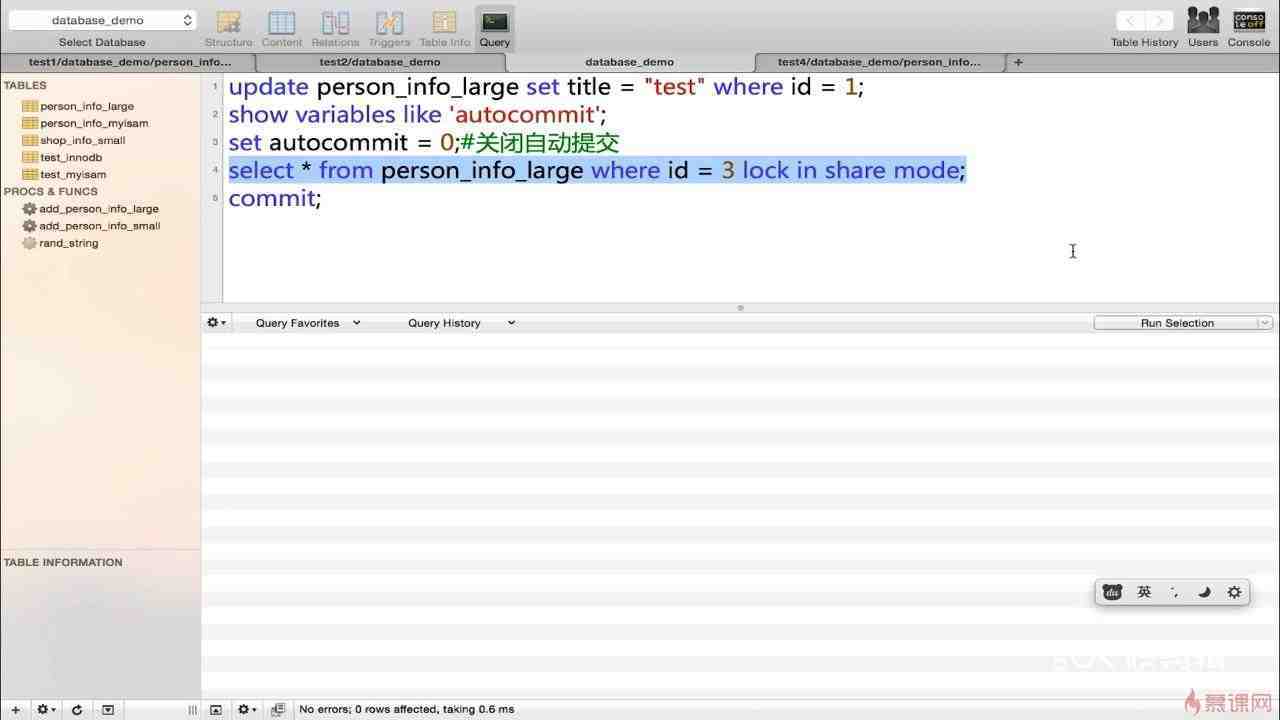 database_demo
Select Database
Structure
Content
Relations
Triggers
Table Info
Query
Table History
Users
conso
le off
Console
test1/database_demo/person_info...
test2/database_demo
database_demo
test4/database_demo/person_info...
+
TABLES
person_info_large
person_info_myisam
shop_info_small
test_innodb
test_myisam
PROCS & FUNCS
add_person_info_large
add_person_info_small
rand_string
1 update person_info_large set title = "test" where id = 1;
2 show variables like 'autocommit';
3 set autocommit = 0;#关闭自动提交
4 select * from person_info_large where id = 3 lock in share mode;
5 commit;
Query Favorites
Query History
Run Selection
TABLE INFORMATION
du 英
No errors; 0 rows affected, taking 0.6 ms
慕课网